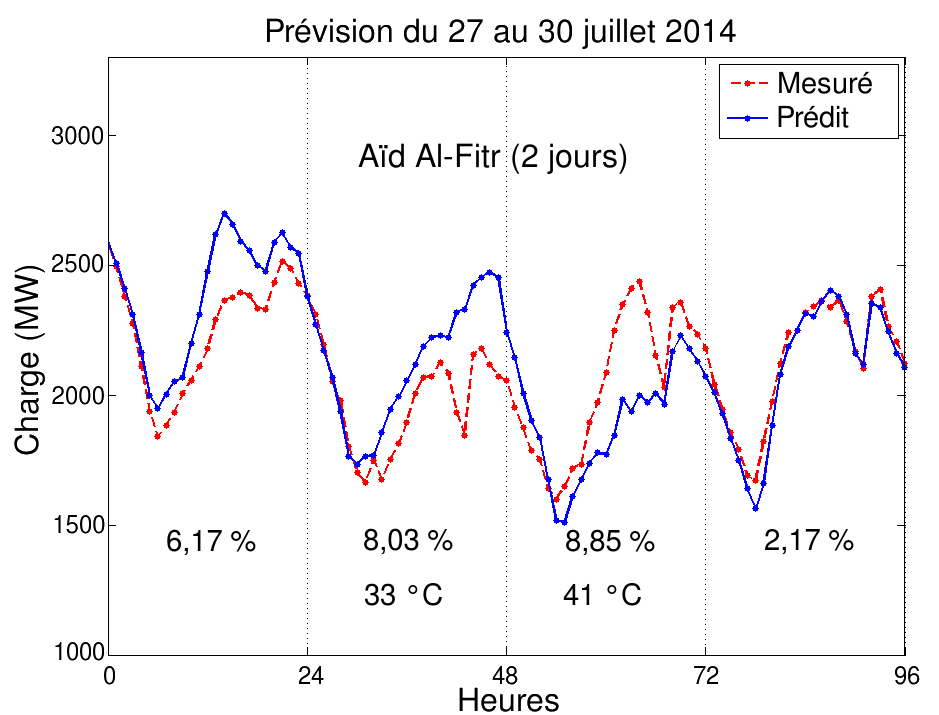 Prévision du 27 au 30 juillet 2014
Mesuré
Prédit
Aïd Al-Fitr (2 jours)
3000
2500
2000
1500
1000
Charge (MW)
6,17 %
8,03 %
8,85 %
2,17 %
33 °C
41 °C
0
24
48
72
96
Heures